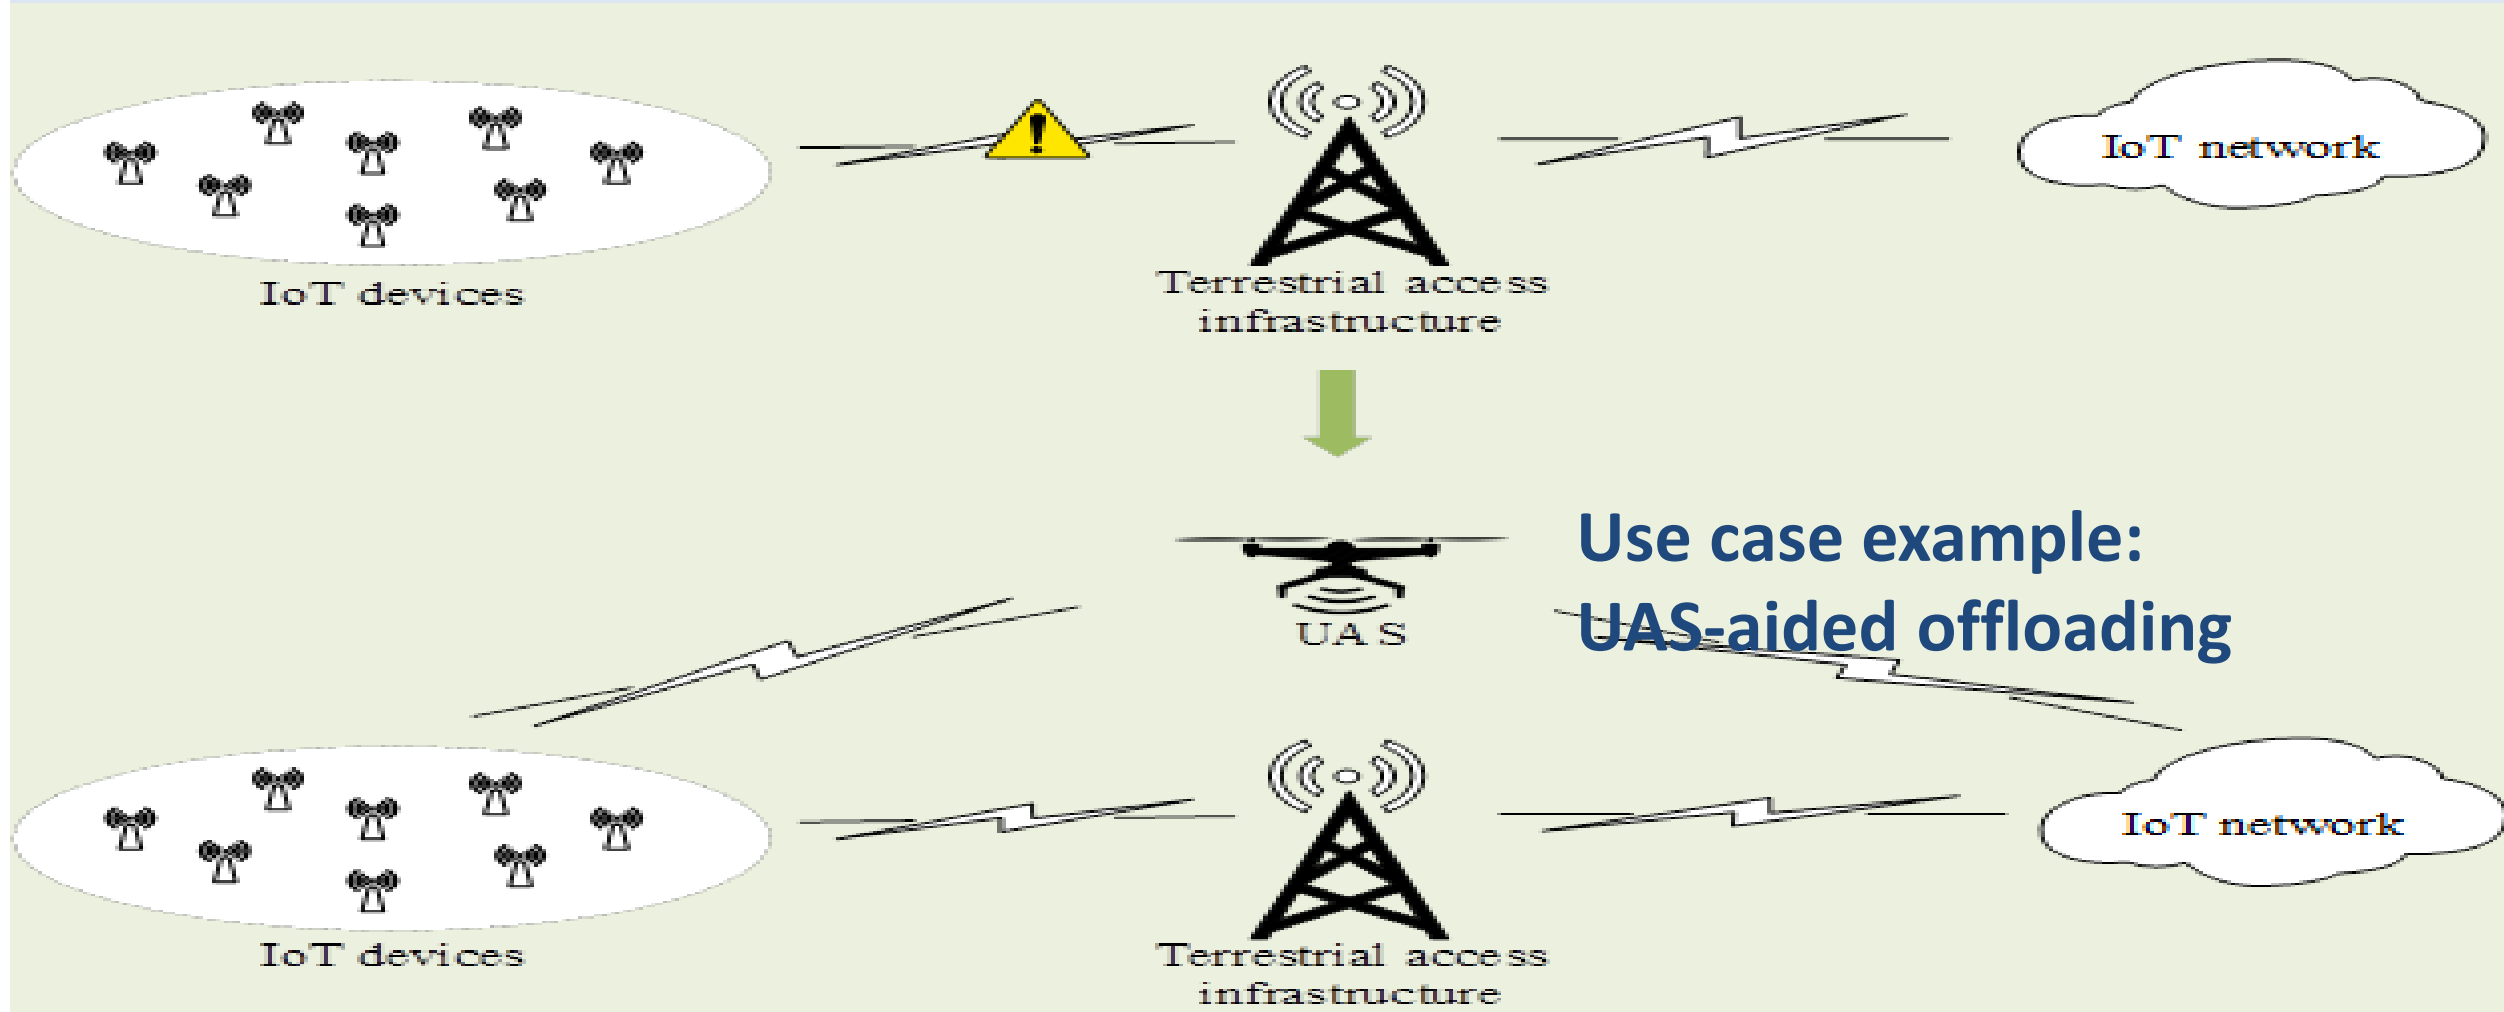 IoT network
IoT devices
Terrestrial access
infrastructure
Use case example:
UAS-aided offloading
UAS
IoT network
IoT devices
Terrestrial access
infrastructure